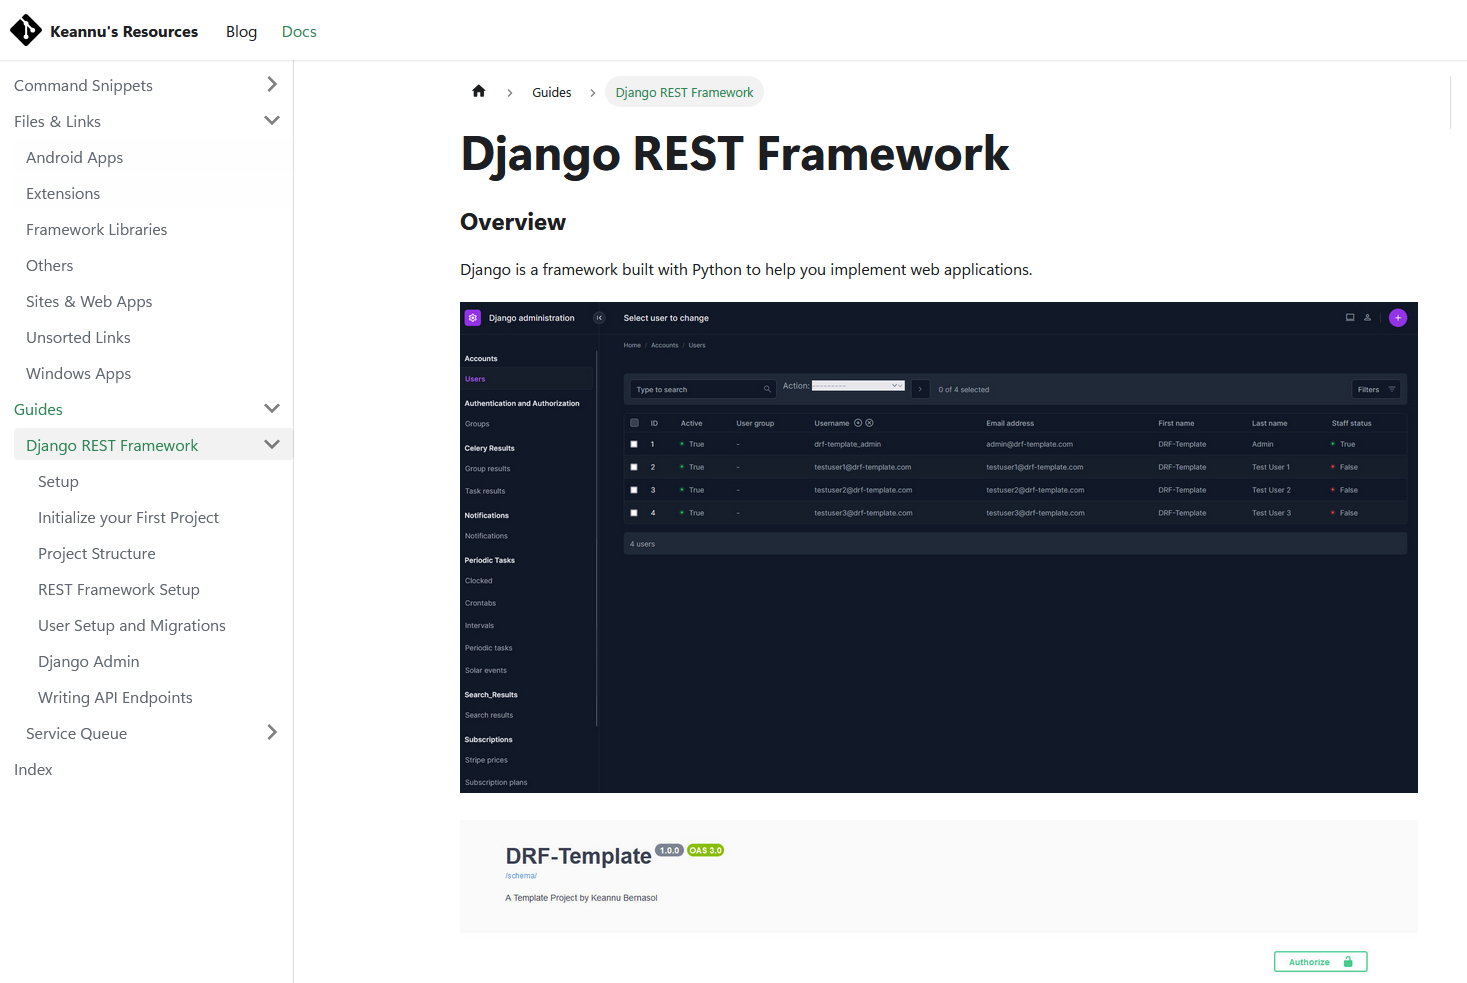 Keannu's Resources Blog Docs
Command Snippets
Files & Links
Android Apps
Extensions
Framework Libraries
Others
Sites & Web Apps
Unsorted Links
Windows Apps
Guides
Django REST Framework
Setup
Initialize your First Project
Project Structure
REST Framework Setup
User Setup and Migrations
Django Admin
Writing API Endpoints
Service Queue
Index
Guides Django REST Framework
Django REST Framework
Overview
Django is a framework built with Python to help you implement web applications.
Django administration
Accounts
Users
Authentication and Authorization
Groups
Celery Results
Group results
Task results
Notifications
Notifications
Periodic Tasks
Clocked
Crontabs
Intervals
Periodic tasks
Solar events
Search_Results
Search results
Subscriptions
Stripe prices
Subscription plans
Select user to change
Home / Accounts / Users
Type to search Action: --------- 0 of 4 selected Filters
ID Active User group Username Email address First name Last name Staff status
1 True - drf-template_admin admin@drf-template.com DRF-Template Admin True
2 True - testuser1@drf-template.com testuser1@drf-template.com DRF-Template Test User 1 False
3 True - testuser2@drf-template.com testuser2@drf-template.com DRF-Template Test User 2 False
4 True - testuser3@drf-template.com testuser3@drf-template.com DRF-Template Test User 3 False
4 users
DRF-Template 1.0.0 OAS 3.0
/schema/
A Template Project by Keannu Bernasol
Authorize